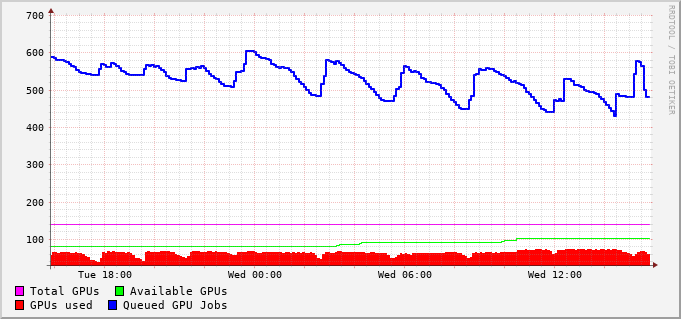 700
600
500
400
300
200
100
Tue 18:00 Wed 00:00 Wed 06:00 Wed 12:00
Total GPUs Available GPUs
GPUs used Queued GPU Jobs
RRDTOOL / TOBI OETIKER